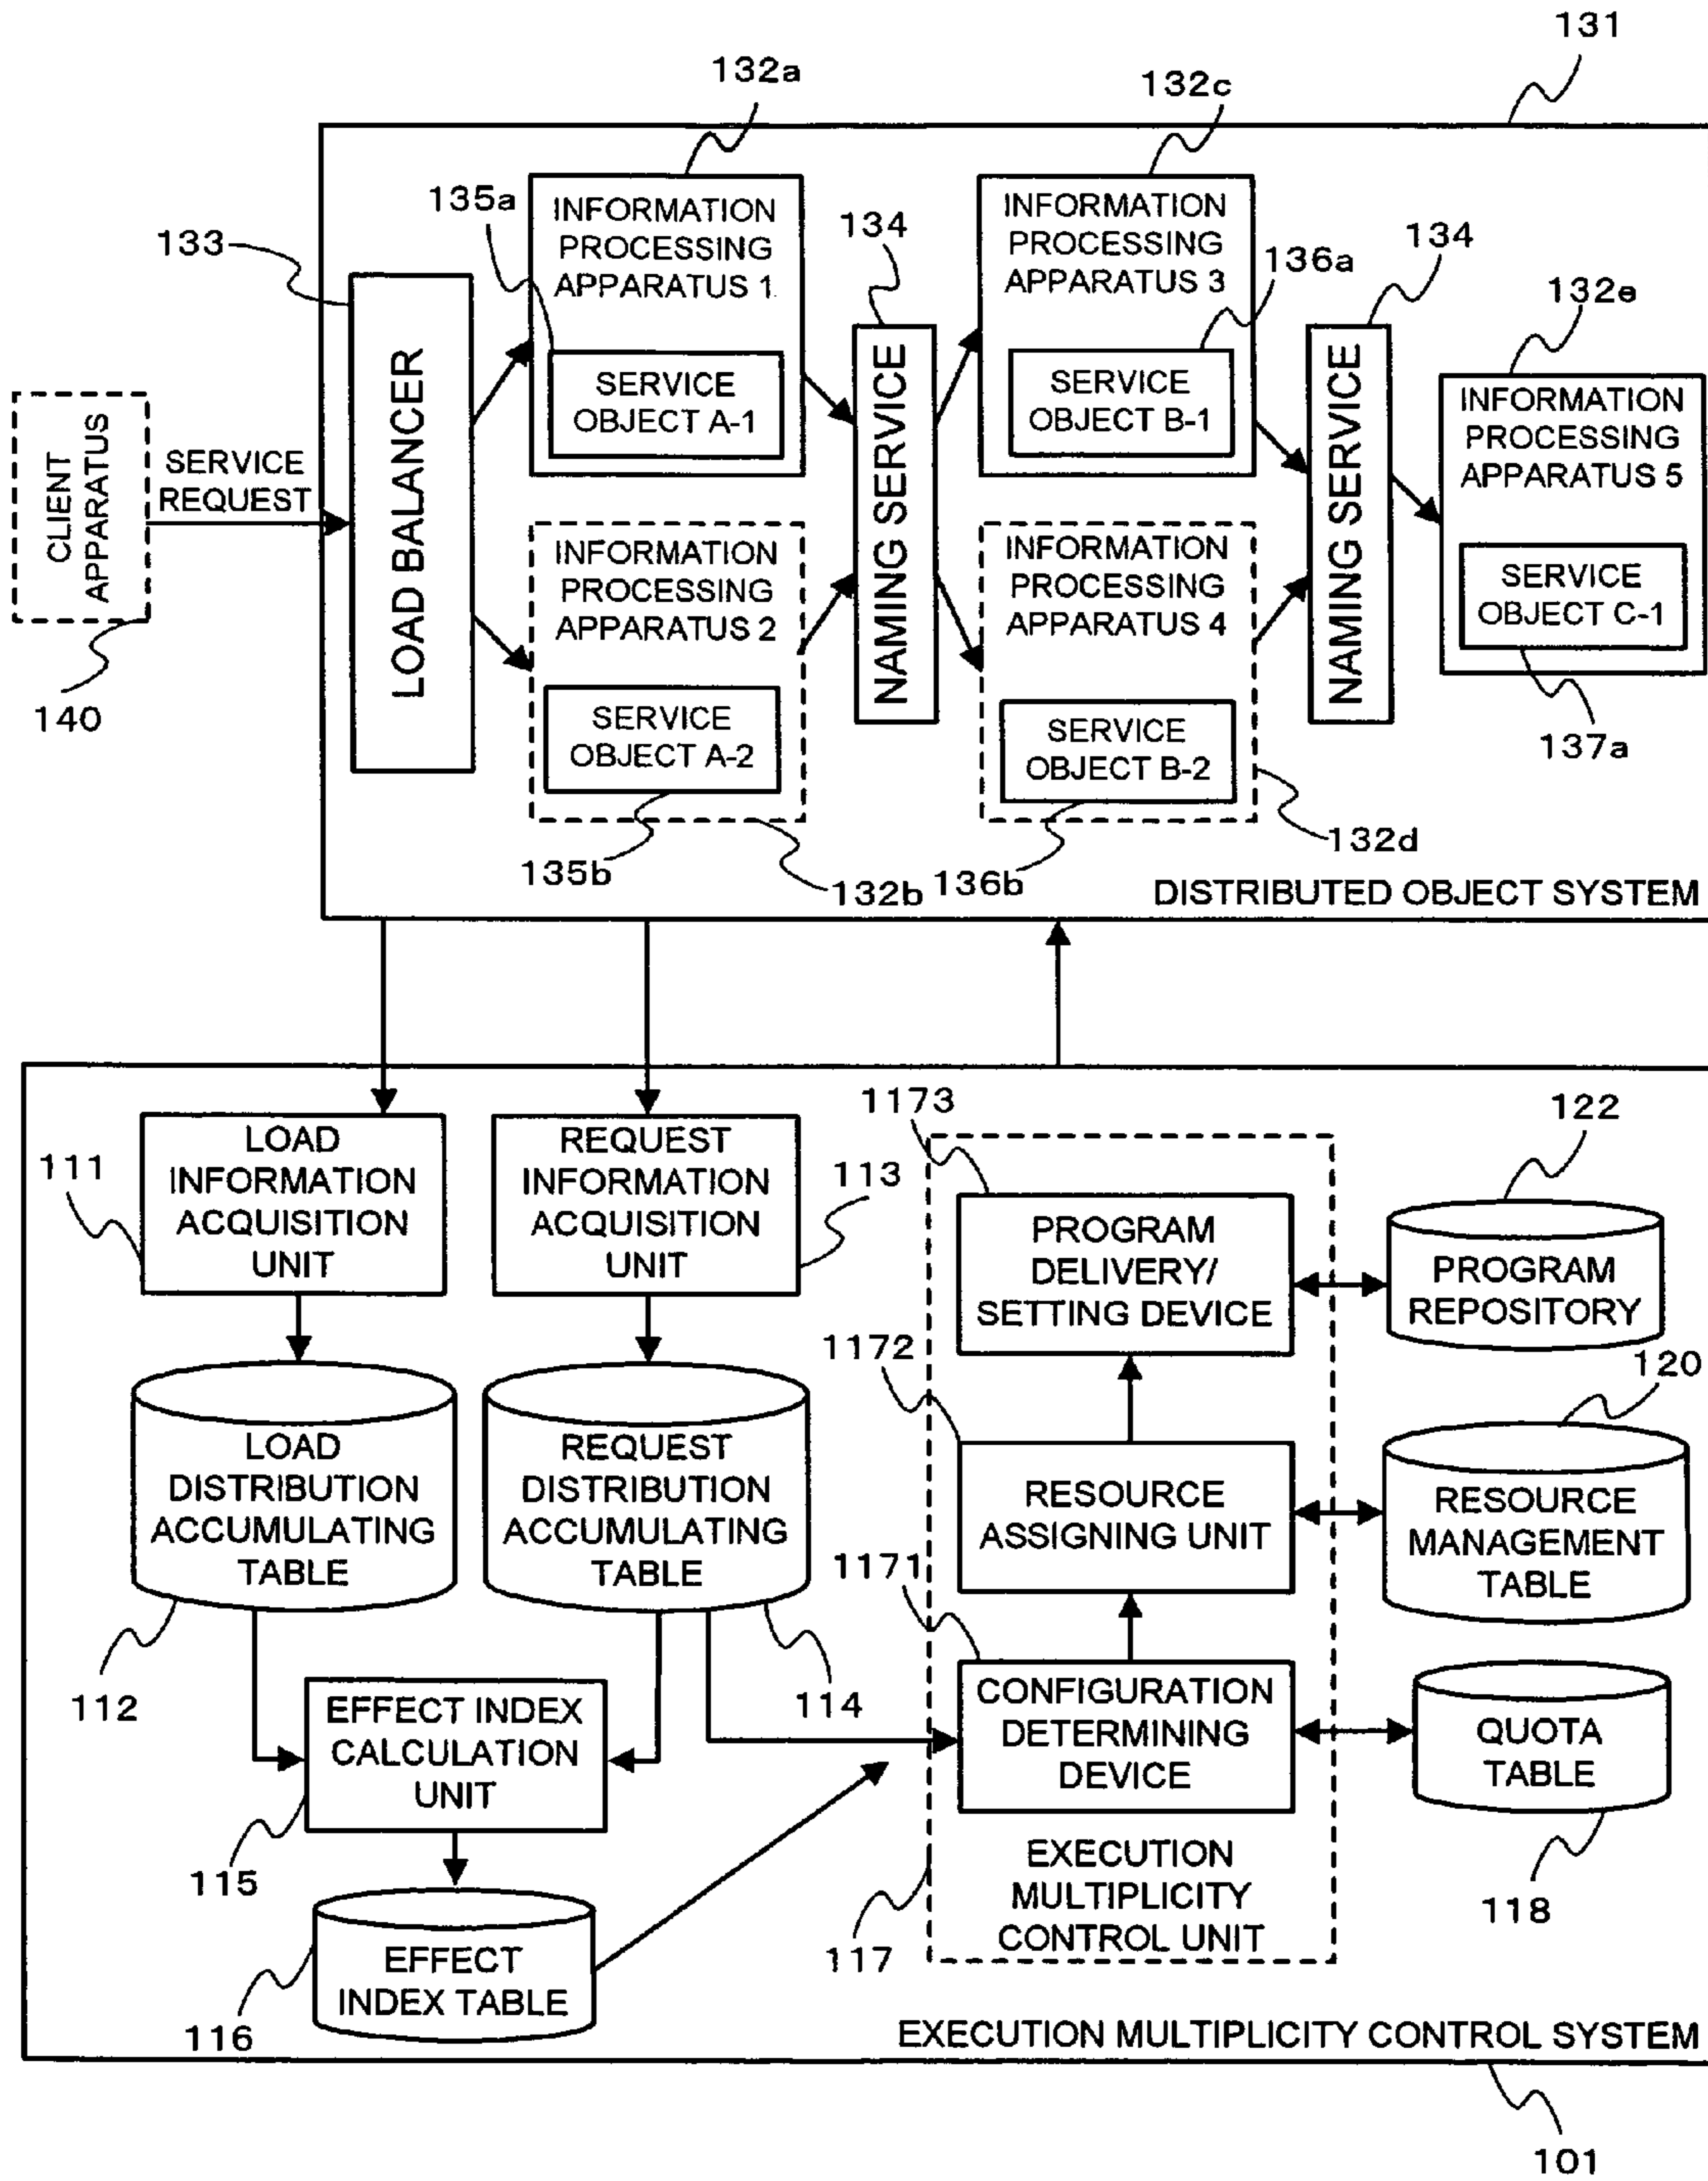 131
132a
132c
135a
INFORMATION
PROCESSING
APPARATUS 1
133
134
INFORMATION
PROCESSING
APPARATUS 3
136a
134
132e
LOAD BALANCER
SERVICE
OBJECT A-1
NAMING SERVICE
SERVICE
OBJECT B-1
NAMING SERVICE
INFORMATION
PROCESSING
APPARATUS 5
CLIENT
APPARATUS
SERVICE
REQUEST
INFORMATION
PROCESSING
APPARATUS 2
INFORMATION
PROCESSING
APPARATUS 4
SERVICE
OBJECT C-1
140
SERVICE
OBJECT A-2
SERVICE
OBJECT B-2
137a
135b
132b
136b
132d
DISTRIBUTED OBJECT SYSTEM
111
LOAD
INFORMATION
ACQUISITION
UNIT
REQUEST
INFORMATION
ACQUISITION
UNIT
113
1173
122
PROGRAM
DELIVERY/
SETTING DEVICE
PROGRAM
REPOSITORY
1172
120
LOAD
DISTRIBUTION
ACCUMULATING
TABLE
REQUEST
DISTRIBUTION
ACCUMULATING
TABLE
RESOURCE
ASSIGNING UNIT
RESOURCE
MANAGEMENT
TABLE
1171
112
114
EFFECT INDEX
CALCULATION
UNIT
CONFIGURATION
DETERMINING
DEVICE
QUOTA
TABLE
115
EXECUTION
MULTIPLICITY
CONTROL UNIT
117
118
116
EFFECT
INDEX TABLE
EXECUTION MULTIPLICITY CONTROL SYSTEM
101